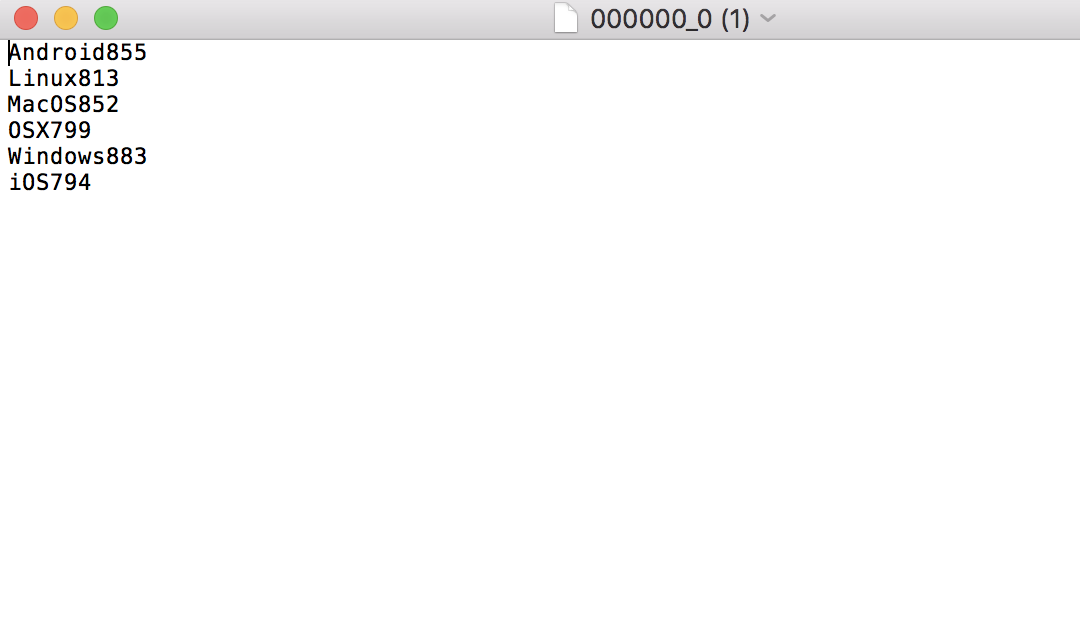 000000_0 (1)
Android855
Linux813
MacOS852
OSX799
Windows883
iOS794